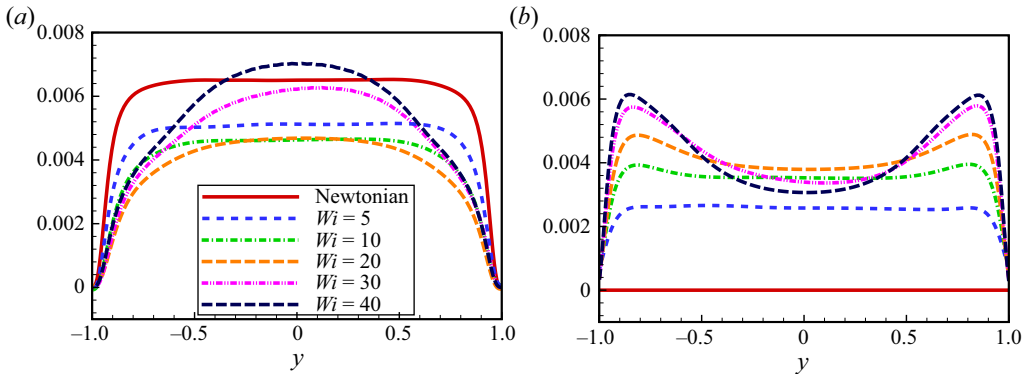 (a)
0.008
0.006
0.004
0.002
0
Newtonian
Wi = 5
Wi = 10
Wi = 20
Wi = 30
Wi = 40
−1.0 −0.5 0 0.5 1.0
y
(b)
0.008
0.006
0.004
0.002
0
−1.0 −0.5 0 0.5 1.0
y